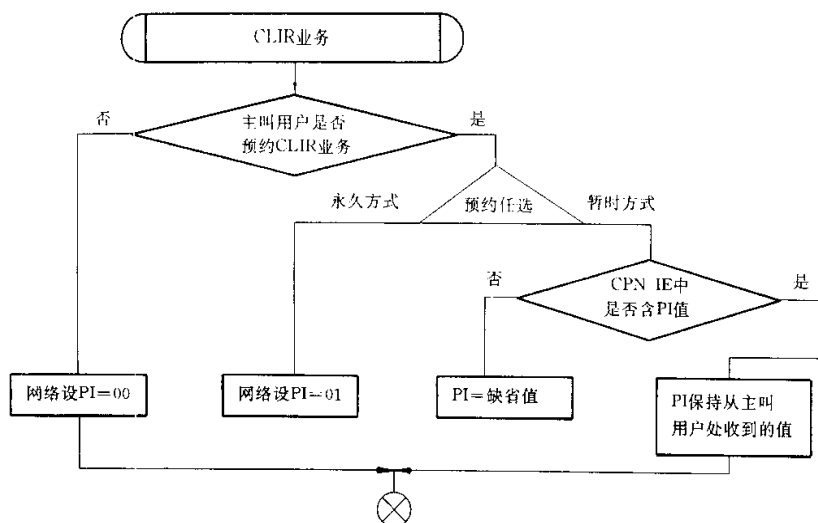 CLIR业务
主叫用户是否
预约CLIR业务
否
是
预约任选
永久方式
暂时方式
CPN IE中
是否含PI值
否
是
网络设PI=00
网络设PI=01
PI=缺省值
PI保持从主叫
用户处收到的值